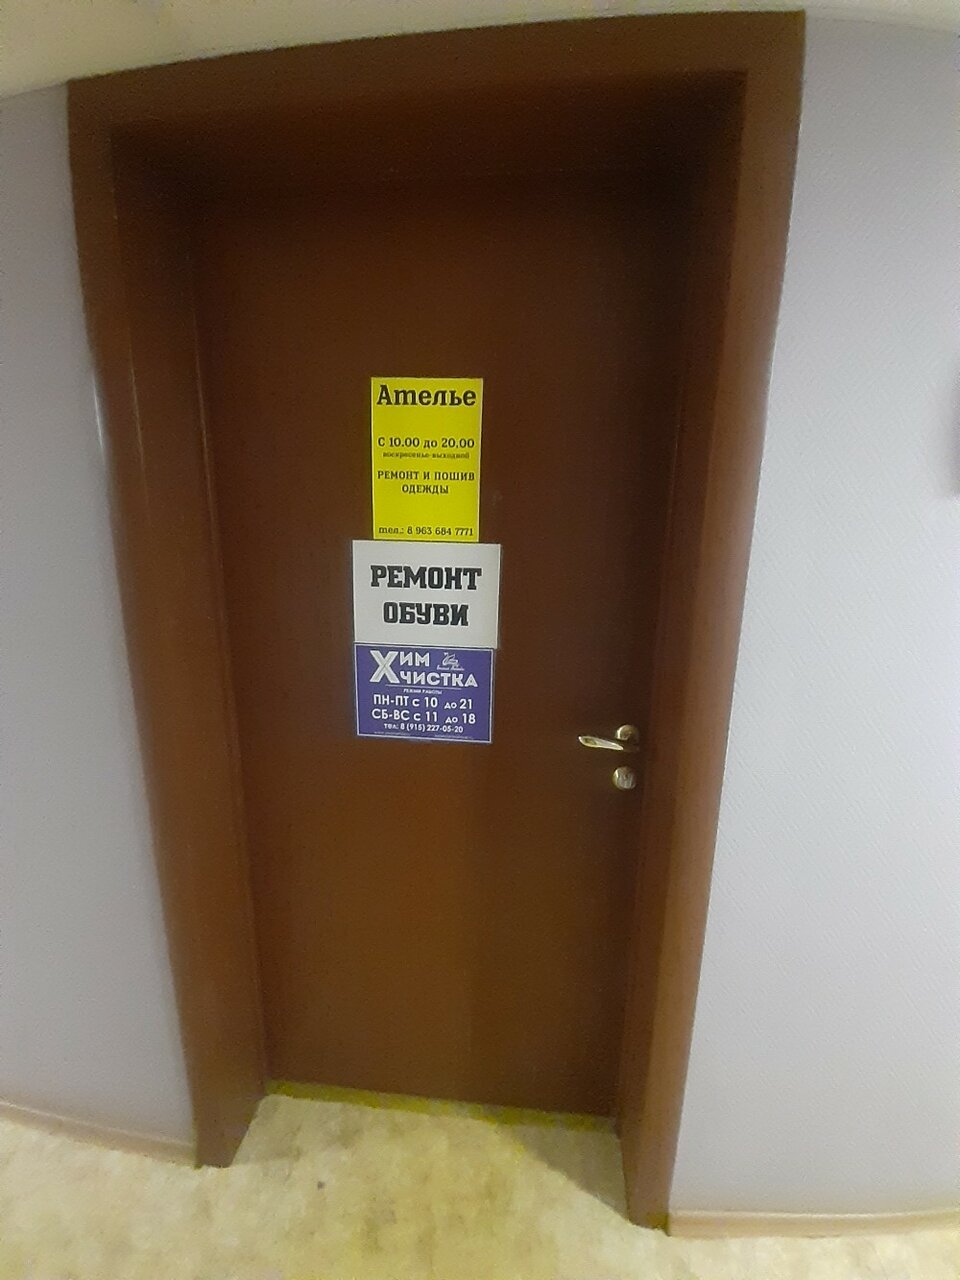 Ателье
С 10.00 до 20.00
воскресенье-выходной
РЕМОНТ И ПОШИВ
ОДЕЖДЫ
тел.: 8 963 684 7771
РЕМОНТ
ОБУВИ
ХИМ
ЧИСТКА
РЕЖИМ РАБОТЫ
ПН-ПТ с 10 до 21
СБ-ВС с 11 до 18
тел: 8 (915) 227-05-20